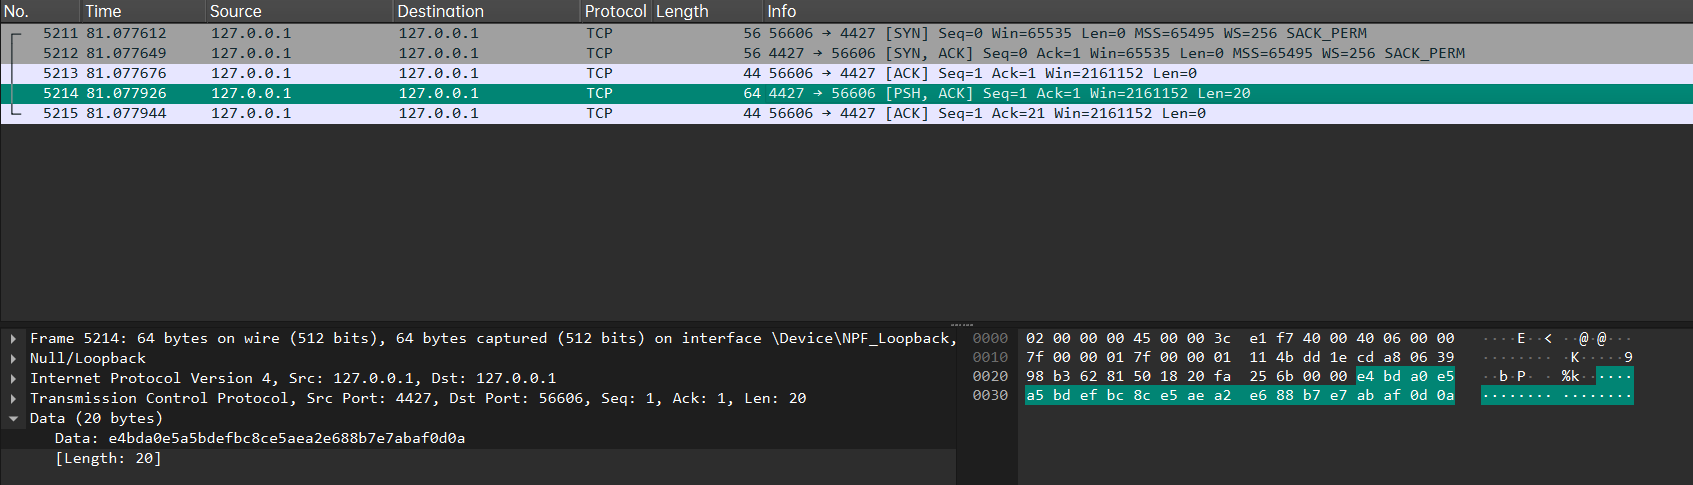 No. Time Source Destination Protocol Length Info
5211 81.077612 127.0.0.1 127.0.0.1 TCP 56 56606 → 4427 [SYN] Seq=0 Win=65535 Len=0 MSS=65495 WS=256 SACK_PERM
5212 81.077649 127.0.0.1 127.0.0.1 TCP 56 4427 → 56606 [SYN, ACK] Seq=0 Ack=1 Win=65535 Len=0 MSS=65495 WS=256 SACK_PERM
5213 81.077676 127.0.0.1 127.0.0.1 TCP 44 56606 → 4427 [ACK] Seq=1 Ack=1 Win=2161152 Len=0
5214 81.077926 127.0.0.1 127.0.0.1 TCP 64 4427 → 56606 [PSH, ACK] Seq=1 Ack=1 Win=2161152 Len=20
5215 81.077944 127.0.0.1 127.0.0.1 TCP 44 56606 → 4427 [ACK] Seq=1 Ack=21 Win=2161152 Len=0
Frame 5214: 64 bytes on wire (512 bits), 64 bytes captured (512 bits) on interface \Device\NPF_Loopback,
Null/Loopback
Internet Protocol Version 4, Src: 127.0.0.1, Dst: 127.0.0.1
Transmission Control Protocol, Src Port: 4427, Dst Port: 56606, Seq: 1, Ack: 1, Len: 20
Data (20 bytes)
Data: e4bda0e5a5bdefbc8ce5aea2e688b7e7abaf0d0a
[Length: 20]
0000 02 00 00 00 45 00 00 3c e1 f7 40 00 40 06 00 00 ····E··< ··@·@···
0010 7f 00 00 01 7f 00 00 01 11 4b dd 1e cd a8 06 39 ········ ·K·····9
0020 98 b3 62 81 50 18 20 fa 25 6b 00 00 e4 bd a0 e5 ··b·P· · %k······
0030 a5 bd ef bc 8c e5 ae a2 e6 88 b7 e7 ab af 0d 0a ········ ········